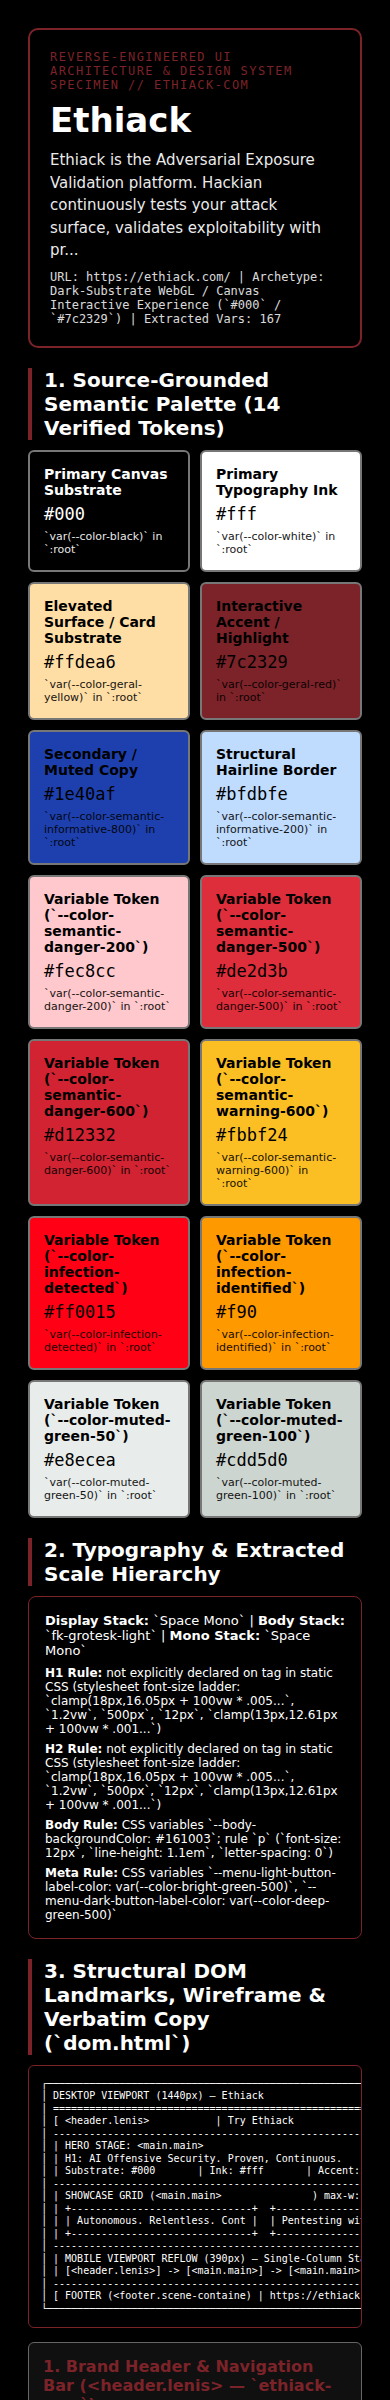 REVERSE-ENGINEERED UI
ARCHITECTURE & DESIGN SYSTEM
SPECIMEN // ETHIACK-COM
Ethiack
Ethiack is the Adversarial Exposure
Validation platform. Hackian
continuously tests your attack
surface, validates exploitability with
pr...
URL: https://ethiack.com/ | Archetype:
Dark-Substrate WebGL / Canvas
Interactive Experience (`#000` /
`#7c2329`) | Extracted Vars: 167
1. Source-Grounded
Semantic Palette (14
Verified Tokens)
Primary Canvas
Substrate
#000
`var(--color-black)` in
`:root`
Primary
Typography Ink
#fff
`var(--color-white)` in
`:root`
Elevated
Surface / Card
Substrate
#ffdea6
`var(--color-geral-
yellow)` in `:root`
Interactive
Accent /
Highlight
#7c2329
`var(--color-geral-red)`
in `:root`
Secondary /
Muted Copy
#1e40af
`var(--color-semantic-
informative-800)` in
`:root`
Structural
Hairline Border
#bfdbfe
`var(--color-semantic-
informative-200)` in
`:root`
Variable Token
(`--color-
semantic-
danger-200`)
#fec8cc
`var(--color-semantic-
danger-200)` in `:root`
Variable Token
(`--color-
semantic-
danger-500`)
#de2d3b
`var(--color-semantic-
danger-500)` in `:root`
Variable Token
(`--color-
semantic-
danger-600`)
#d12332
`var(--color-semantic-
danger-600)` in `:root`
Variable Token
(`--color-
semantic-
warning-600`)
#fbbf24
`var(--color-semantic-
warning-600)` in
`:root`
Variable Token
(`--color-
infection-
detected`)
#ff0015
`var(--color-infection-
detected)` in `:root`
Variable Token
(`--color-
infection-
identified`)
#f90
`var(--color-infection-
identified)` in `:root`
Variable Token
(`--color-muted-
green-50`)
#e8ecea
`var(--color-muted-
green-50)` in `:root`
Variable Token
(`--color-muted-
green-100`)
#cdd5d0
`var(--color-muted-
green-100)` in `:root`
2. Typography & Extracted
Scale Hierarchy
Display Stack: `Space Mono` | Body Stack:
`fk-grotesk-light` | Mono Stack: `Space
Mono`
H1 Rule: not explicitly declared on tag in static
CSS (stylesheet font-size ladder:
`clamp(18px,16.05px + 100vw * .005...`,
`1.2vw`, `500px`, `12px`, `clamp(13px,12.61px
+ 100vw * .001...`)
H2 Rule: not explicitly declared on tag in static
CSS (stylesheet font-size ladder:
`clamp(18px,16.05px + 100vw * .005...`,
`1.2vw`, `500px`, `12px`, `clamp(13px,12.61px
+ 100vw * .001...`)
Body Rule: CSS variables `--body-
backgroundColor: #161003`; rule `p` (`font-size:
12px`, `line-height: 1.1em`, `letter-spacing: 0`)
Meta Rule: CSS variables `--menu-light-button-
label-color: var(--color-bright-green-500)`, `--
menu-dark-button-label-color: var(--color-deep-
green-500)`
3. Structural DOM
Landmarks, Wireframe &
Verbatim Copy
(`dom.html`)
DESKTOP VIEWPORT (1440px) — Ethiack
====================================================
[ <header.lenis> | Try Ethiack
----------------------------------------------------
| HERO STAGE: <main.main>
| H1: AI Offensive Security. Proven, Continuous.
| Substrate: #000 | Ink: #fff | Accent:
----------------------------------------------------
| SHOWCASE GRID (<main.main> ) max-w:
| +------------------------------+ +--------------
| | Autonomous. Relentless. Cont | | Pentesting wi
| +------------------------------+ +--------------
----------------------------------------------------
| MOBILE VIEWPORT REFLOW (390px) — Single-Column St
| [<header.lenis>] -> [<main.main>] -> [<main.main>
----------------------------------------------------
[ FOOTER (<footer.scene-containe) | https://ethiack
1. Brand Header & Navigation
Bar (<header.lenis> — `ethiack-